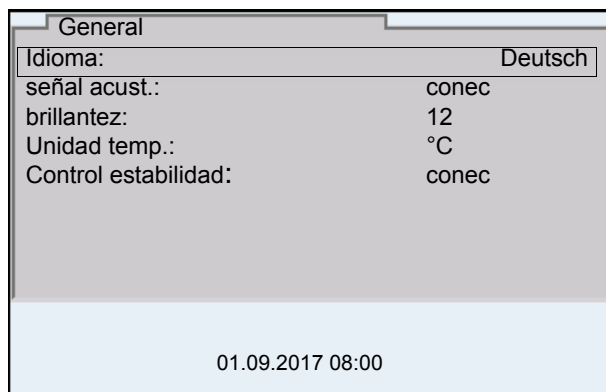 General
Idioma: Deutsch
señal acust.: conec
brillantez: 12
Unidad temp.: °C
Control estabilidad: conec
01.09.2017 08:00